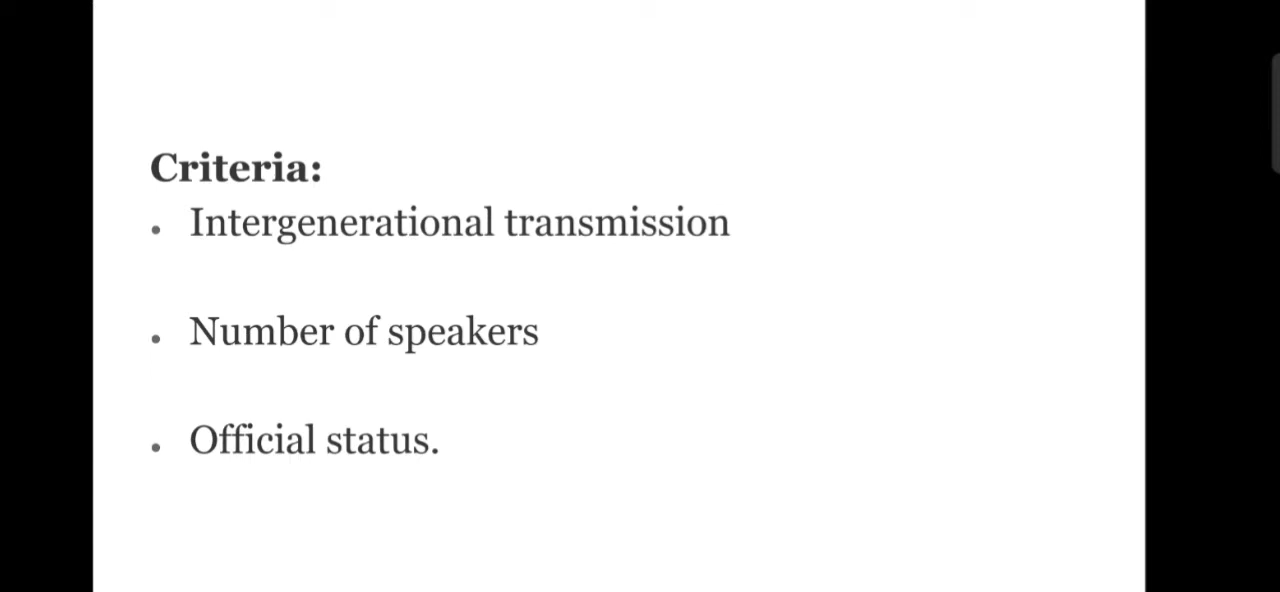 Criteria:
• Intergenerational transmission
• Number of speakers
• Official status.